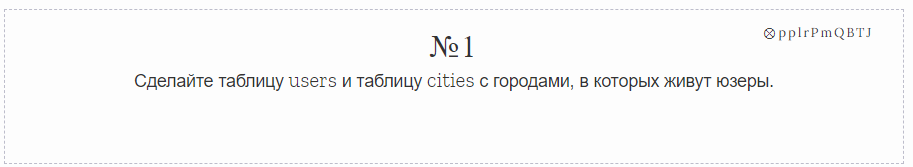 ⊗pplrPmQBTJ
№1
Сделайте таблицу users и таблицу cities с городами, в которых живут юзеры.